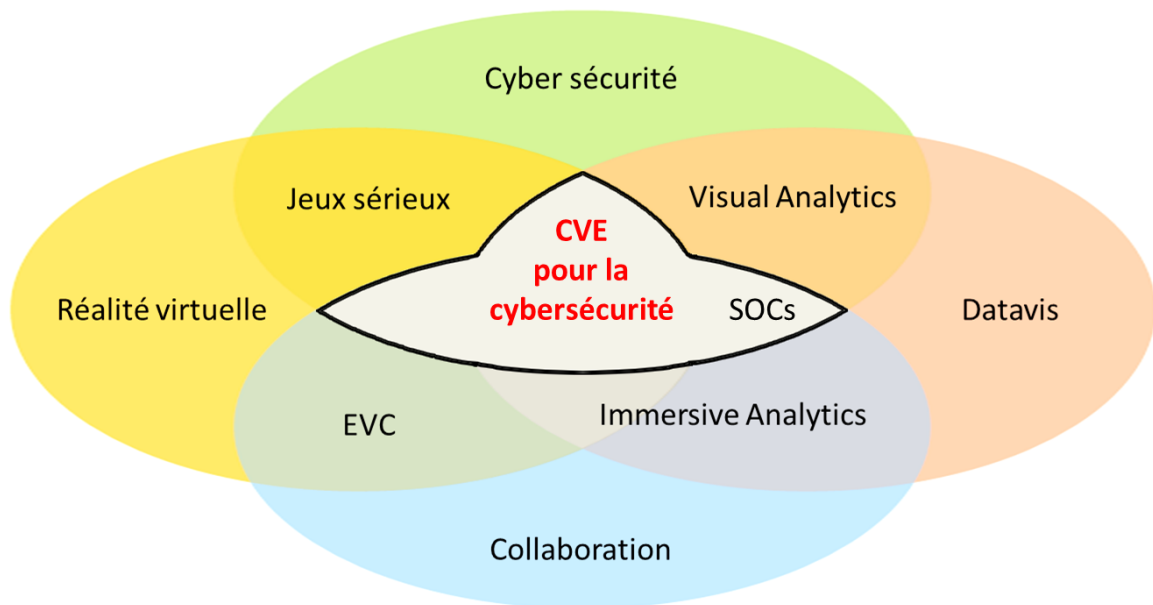 Cyber sécurité
Jeux sérieux
Visual Analytics
CVE
pour la
cybersécurité
Réalité virtuelle
SOCs
Datavis
EVC
Immersive Analytics
Collaboration